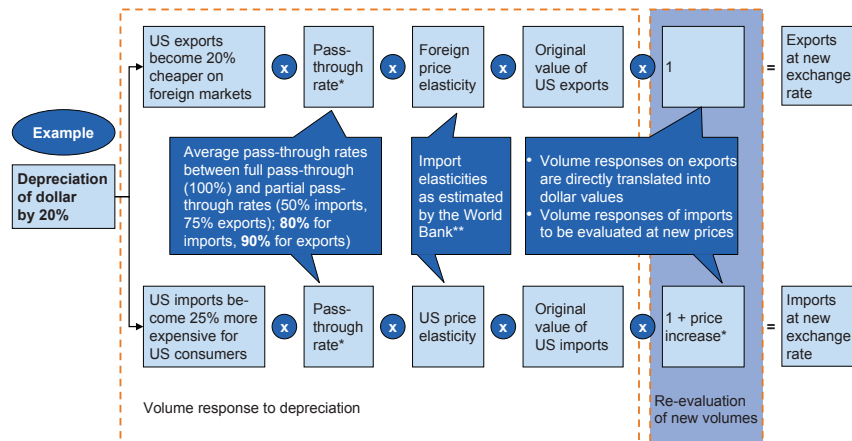 US exports
become 20%
cheaper on
foreign markets
x
Pass-
through
rate*
x
Foreign
price
elasticity
x
Original
value of
US exports
x
1
=
Exports
at new
exchange
rate
Example
Depreciation
of dollar
by 20%
Average pass-through rates
between full pass-through
(100%) and partial pass-
through rates (50% imports,
75% exports); 80% for
imports, 90% for exports)
Import
elasticities
as estimated
by the World
Bank**
• Volume responses on exports
are directly translated into
dollar values
• Volume responses of imports
to be evaluated at new prices
US imports be-
come 25% more
expensive for
US consumers
x
Pass-
through
rate*
x
US price
elasticity
x
Original
value of
US imports
x
1 + price
increase*
=
Imports
at new
exchange
rate
Volume response to depreciation
Re-evaluation
of new volumes